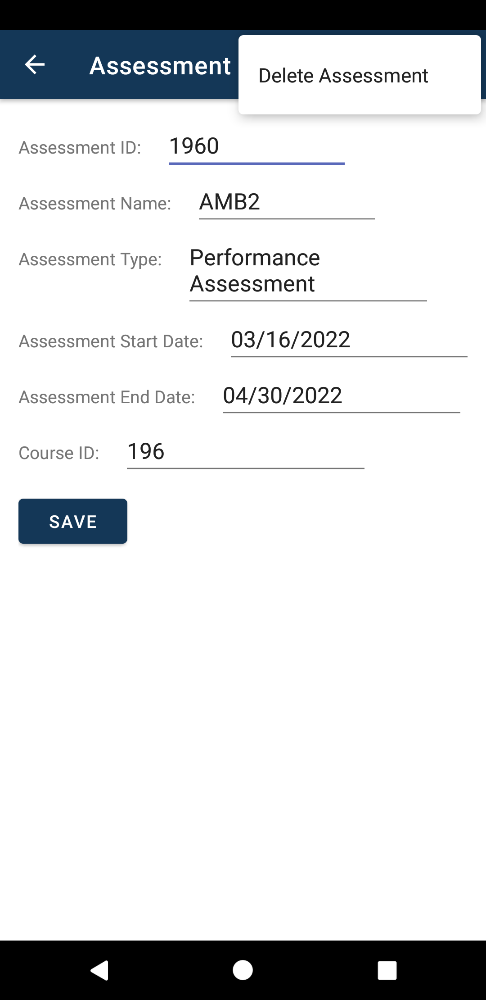 Assessment
Delete Assessment
Assessment ID: 1960
Assessment Name: AMB2
Assessment Type: Performance
Assessment
Assessment Start Date: 03/16/2022
Assessment End Date: 04/30/2022
Course ID: 196
SAVE